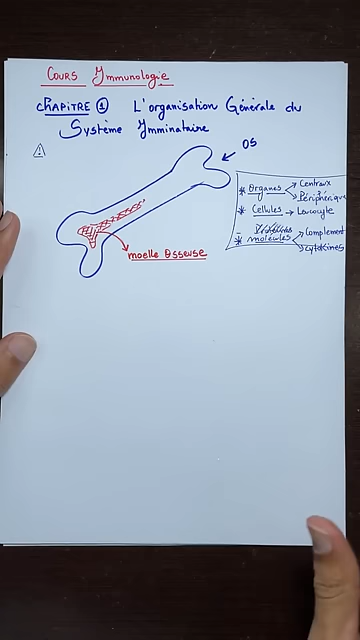 Cours Immunologie
CHAPITRE ① L'organisation Générale du
Système Imminataire
OS
* Organes → Centraux
→ Périphérique
* Cellules → Leucocyte
* molécules → Complement
→ cytokines
moelle Osseuse